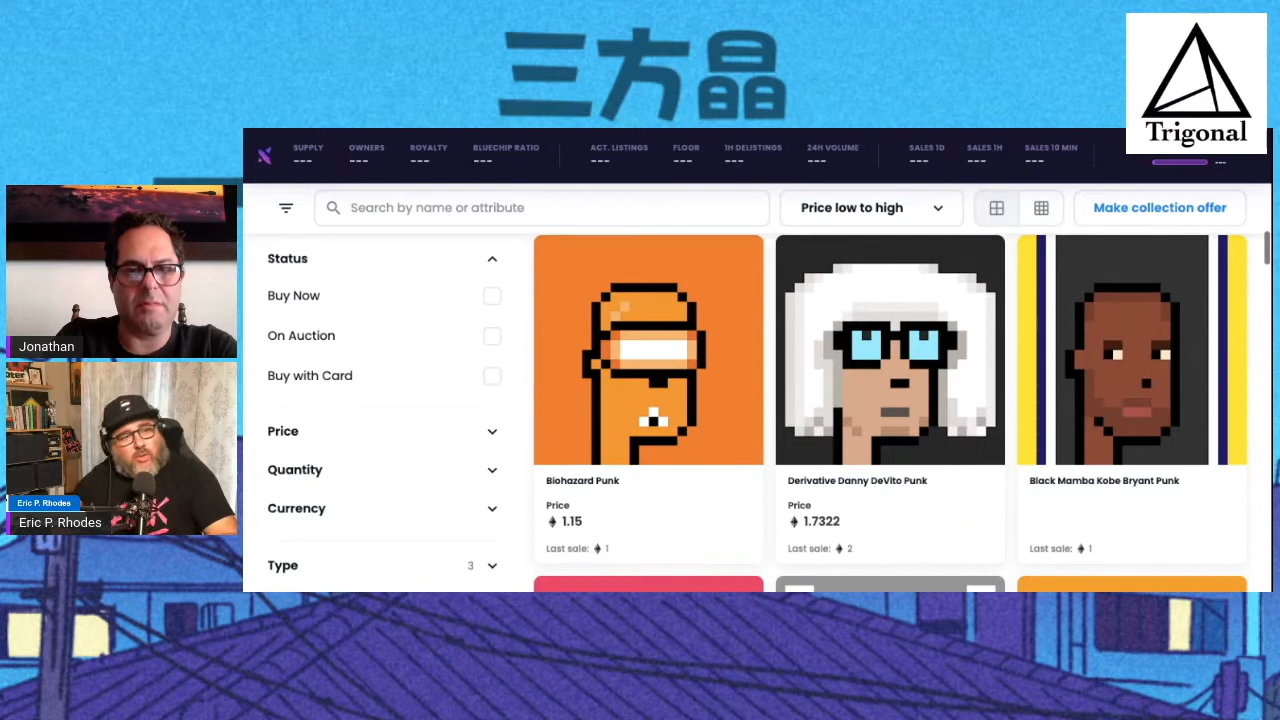 三方晶
Trigonal
SUPPLY OWNERS ROYALTY BLUECHIP RATIO ACT. LISTINGS FLOOR 1H DELISTINGS 24H VOLUME SALES 1D SALES 1H SALES 10 MIN
--- --- --- --- --- --- --- --- --- --- --- ---
Search by name or attribute
Price low to high
Make collection offer
Status
Buy Now
On Auction
Buy with Card
Price
Quantity
Currency
Type 3
Biohazard Punk
Price
1.15
Last sale: 1
Derivative Danny DeVito Punk
Price
1.7322
Last sale: 2
Black Mamba Kobe Bryant Punk
Last sale: 1
Jonathan
Eric P. Rhodes
Eric P. Rhodes